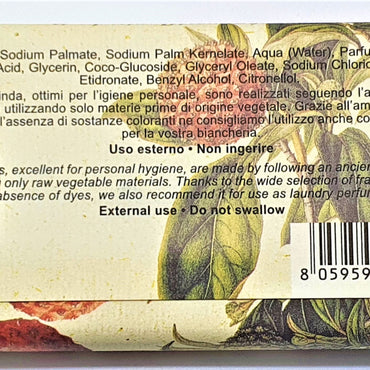 Sodium Palmate, Sodium Palm Kernelate, Aqua (Water), Parfu
Acid, Glycerin, Coco-Glucoside, Glyceryl Oleate, Sodium Chlorid
Etidronate, Benzyl Alcohol, Citronellol.
nda, ottimi per l'igiene personale, sono realizzati seguendo l'a
utilizzando solo materie prime di origine vegetale. Grazie all'am
l'assenza di sostanze coloranti ne consigliamo l'utilizzo anche co
per la vostra biancheria.
Uso esterno • Non ingerire
s, excellent for personal hygiene, are made by following an ancien
only raw vegetable materials. Thanks to the wide selection of fra
absence of dyes, we also recommend it for use as laundry perfum
External use • Do not swallow
8 05959